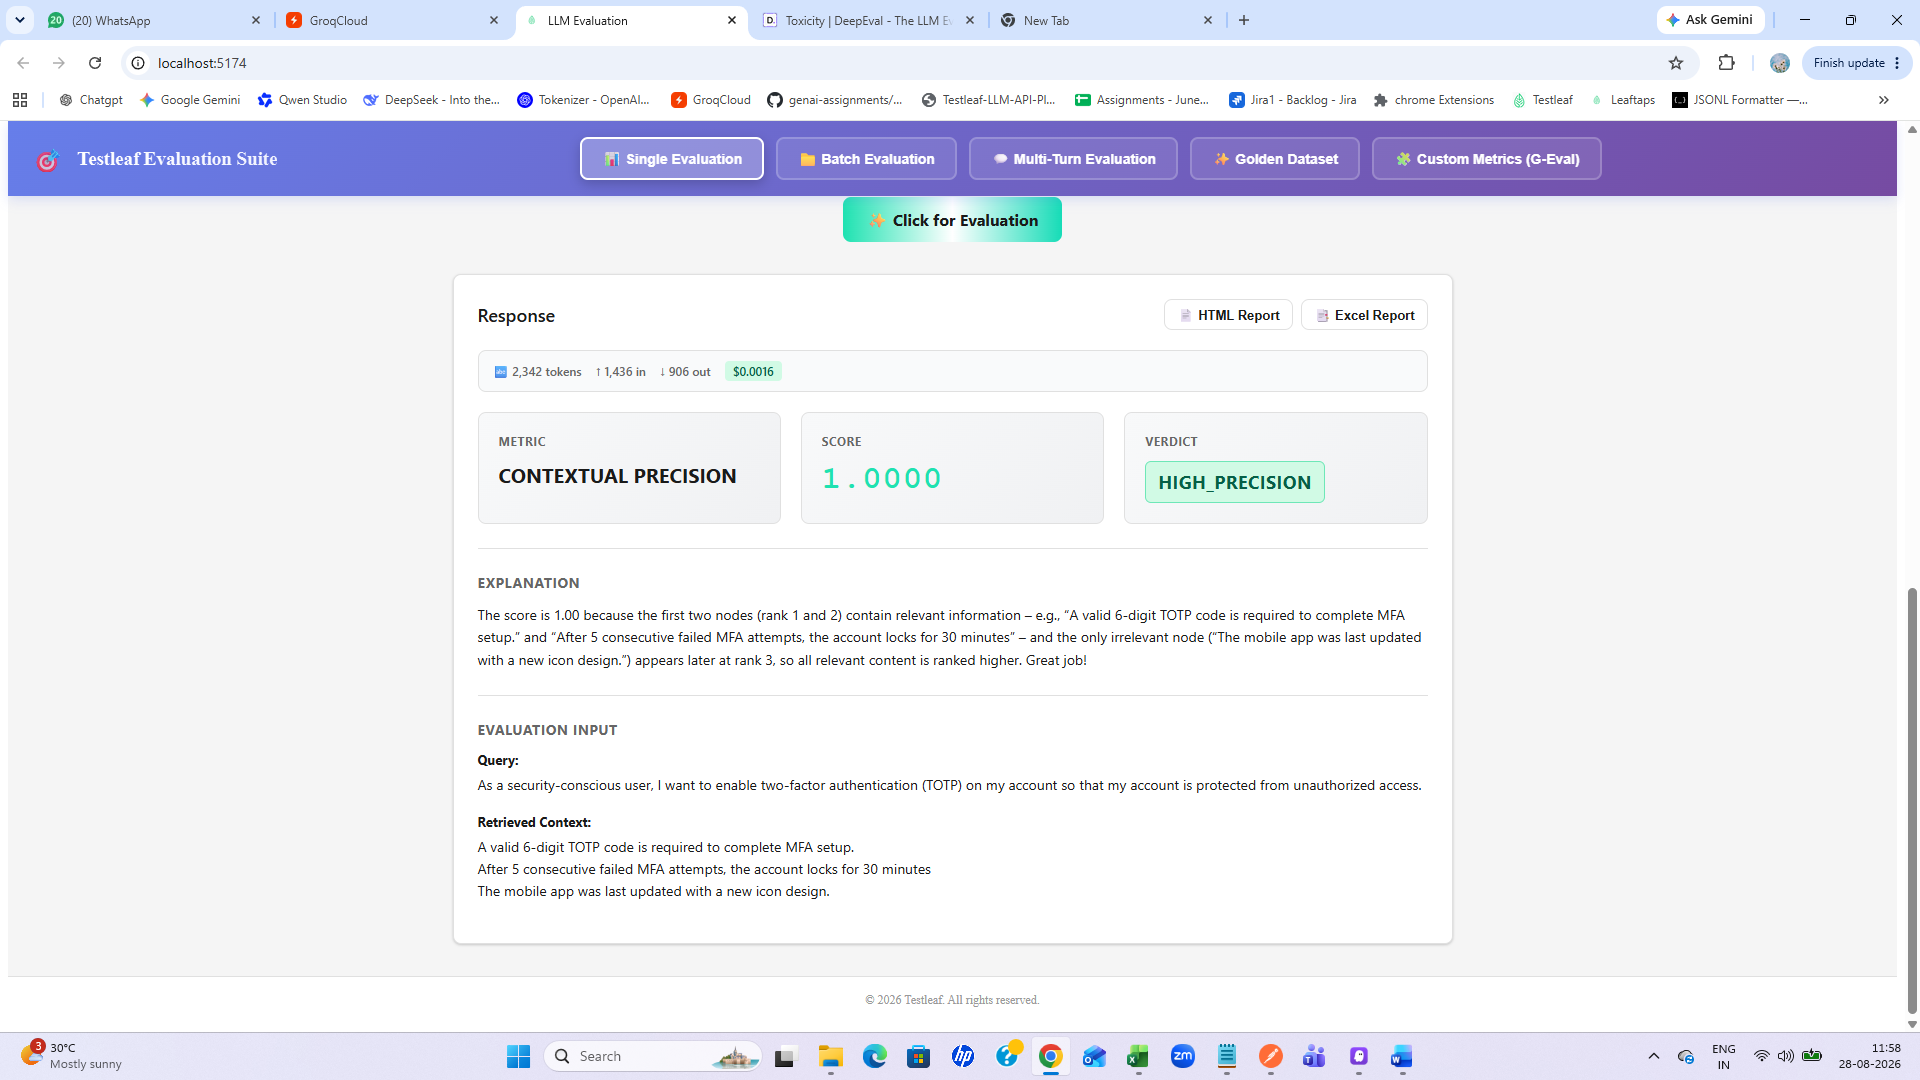 20
(20) WhatsApp
GroqCloud
LLM Evaluation
D. Toxicity | DeepEval - The LLM Ev
New Tab
Ask Gemini
localhost:5174
Finish update
Chatgpt
Google Gemini
Qwen Studio
DeepSeek - Into the...
Tokenizer - OpenAI...
GroqCloud
genai-assignments/...
Testleaf-LLM-API-Pl...
Assignments - June...
Jira1 - Backlog - Jira
chrome Extensions
Testleaf
Leaftaps
JSONL Formatter —...
Testleaf Evaluation Suite
Single Evaluation
Batch Evaluation
Multi-Turn Evaluation
Golden Dataset
Custom Metrics (G-Eval)
Click for Evaluation
Response
HTML Report
Excel Report
2,342 tokens ↑ 1,436 in ↓ 906 out $0.0016
METRIC
CONTEXTUAL PRECISION
SCORE
1.0000
VERDICT
HIGH_PRECISION
EXPLANATION
The score is 1.00 because the first two nodes (rank 1 and 2) contain relevant information – e.g., “A valid 6-digit TOTP code is required to complete MFA
setup.” and “After 5 consecutive failed MFA attempts, the account locks for 30 minutes” – and the only irrelevant node (“The mobile app was last updated
with a new icon design.”) appears later at rank 3, so all relevant content is ranked higher. Great job!
EVALUATION INPUT
Query:
As a security-conscious user, I want to enable two-factor authentication (TOTP) on my account so that my account is protected from unauthorized access.
Retrieved Context:
A valid 6-digit TOTP code is required to complete MFA setup.
After 5 consecutive failed MFA attempts, the account locks for 30 minutes
The mobile app was last updated with a new icon design.
© 2026 Testleaf. All rights reserved.
3
30°C
Mostly sunny
Search
hp
zm
ENG
IN
11:58
28-08-2026